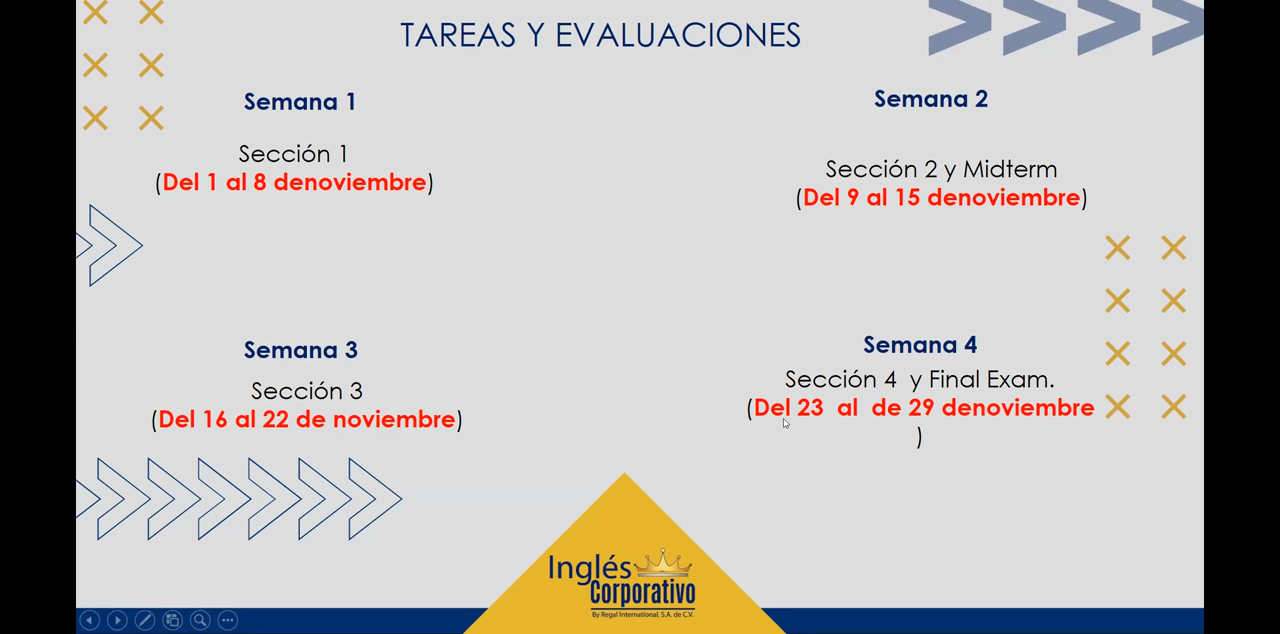 TAREAS Y EVALUACIONES
Semana 1
Sección 1
(Del 1 al 8 denoviembre)
Semana 2
Sección 2 y Midterm
(Del 9 al 15 denoviembre)
Semana 3
Sección 3
(Del 16 al 22 de noviembre)
Semana 4
Sección 4 y Final Exam.
(Del 23 al de 29 denoviembre
)
Inglés
Corporativo
By Regal International, S.A. de C.V.